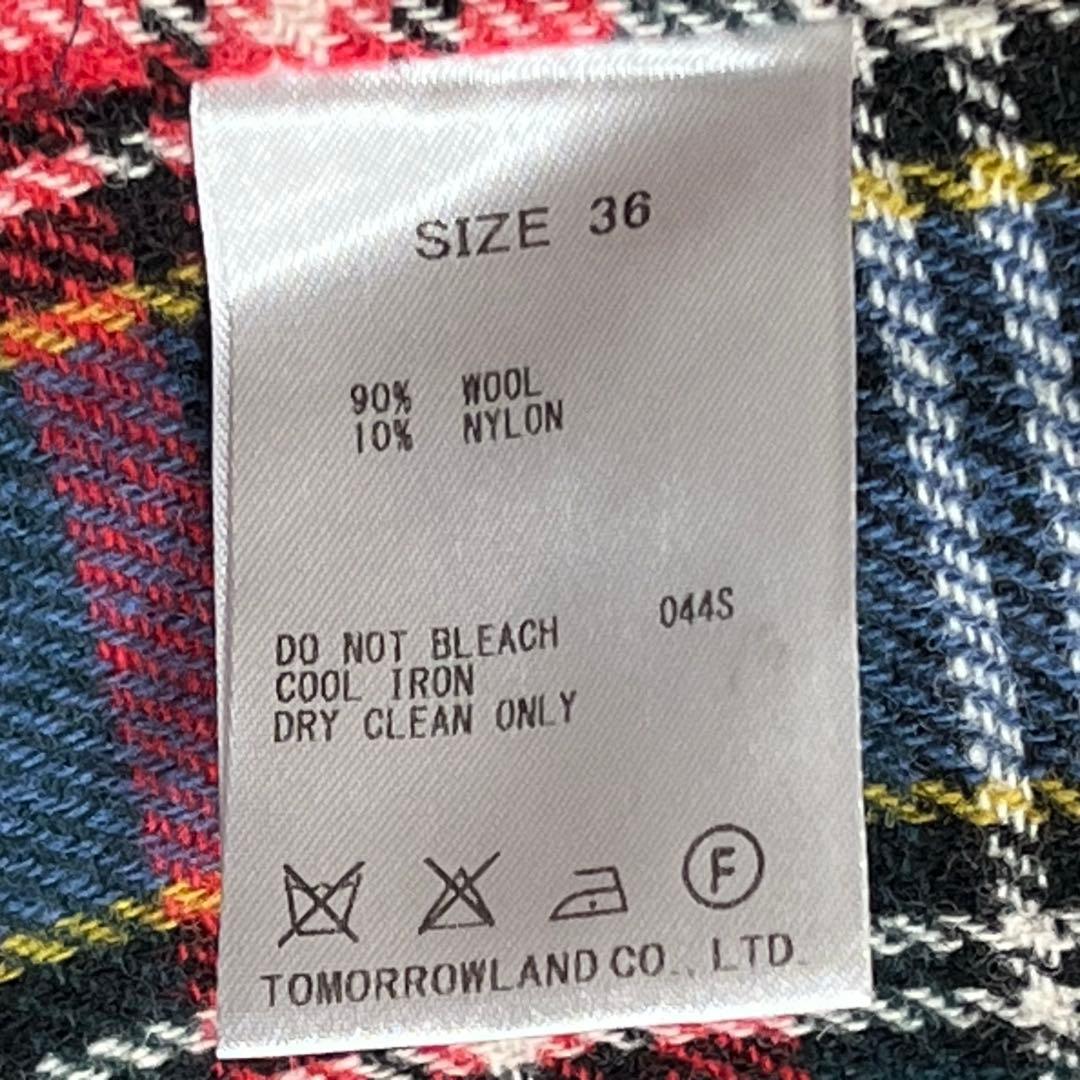 SIZE 36
90% WOOL
10% NYLON
044S
DO NOT BLEACH
COOL IRON
DRY CLEAN ONLY
F
TOMORROWLAND CO., LTD.